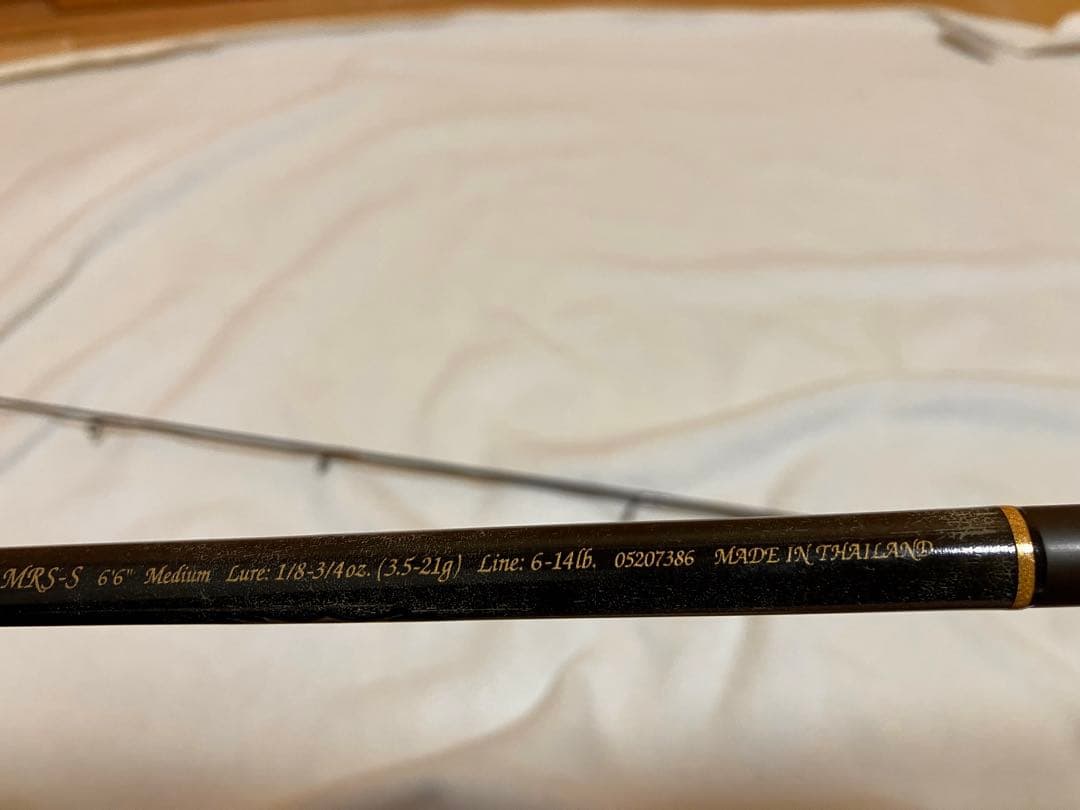 MRS-S 6'6" Medium Lure: 1/8-3/4oz. (3.5-21g) Line: 6-14lb. 05207386 MADE IN THAILAND